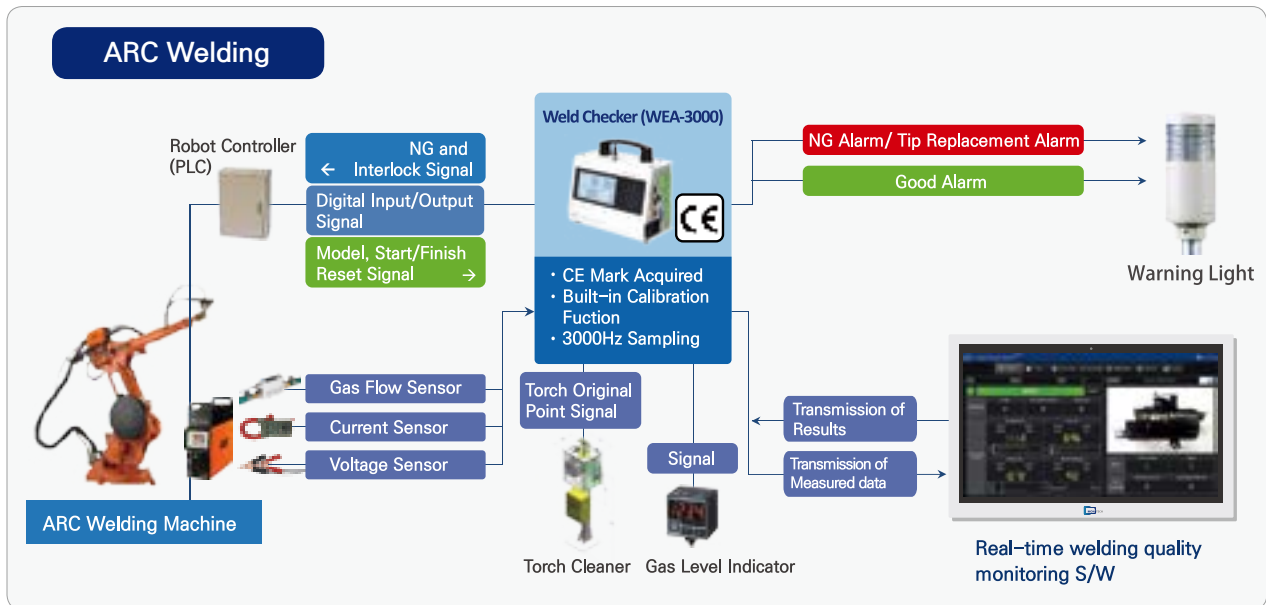 ARC Welding
Robot Controller
(PLC)
NG and
← Interlock Signal
Digital Input/Output
Signal
Model, Start/Finish
Reset Signal →
Weld Checker (WEA-3000)
CE
· CE Mark Acquired
· Built-in Calibration
Fuction
· 3000Hz Sampling
NG Alarm/ Tip Replacement Alarm
Good Alarm
Warning Light
Gas Flow Sensor
Current Sensor
Voltage Sensor
ARC Welding Machine
Torch Original
Point Signal
Torch Cleaner
Signal
Gas Level Indicator
Transmission of
Results
Transmission of
Measured data
Real-time welding quality
monitoring S/W